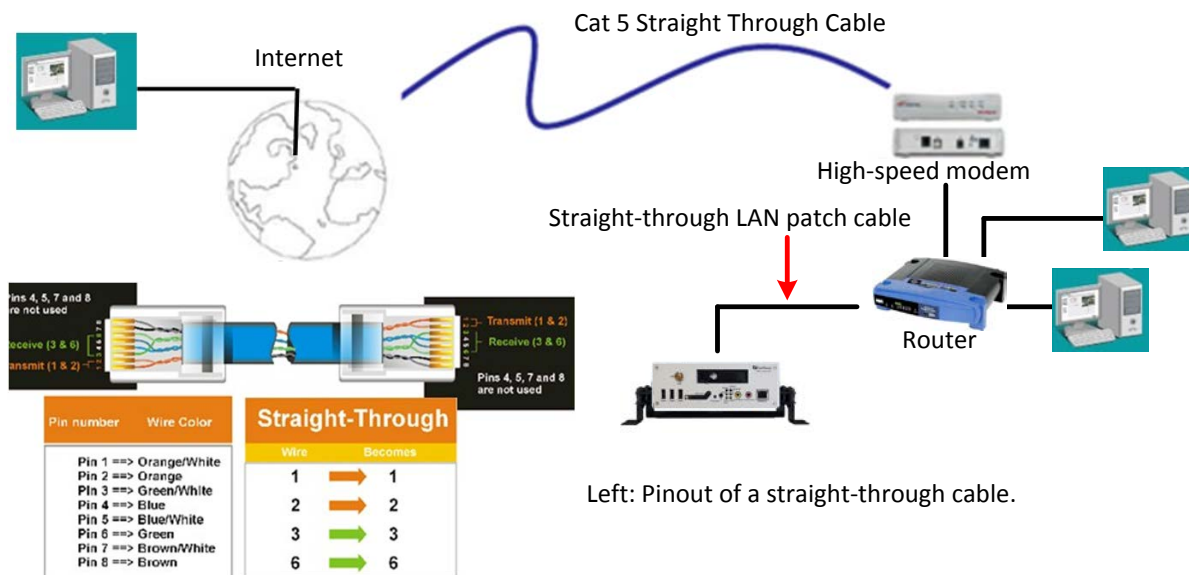 Cat 5 Straight Through Cable
Internet
High-speed modem
Straight-through LAN patch cable
Router
Pins 4, 5, 7 and 8
are not used
Receive (3 & 6)
Transmit (1 & 2)
Transmit (1 & 2)
Receive (3 & 6)
Pins 4, 5, 7 and 8
are not used
Pin number Wire Color
Pin 1 ==> Orange/White
Pin 2 ==> Orange
Pin 3 ==> Green/White
Pin 4 ==> Blue
Pin 5 ==> Blue/White
Pin 6 ==> Green
Pin 7 ==> Brown/White
Pin 8 ==> Brown
Straight-Through
Wire Becomes
1 1
2 2
3 3
6 6
Left: Pinout of a straight-through cable.